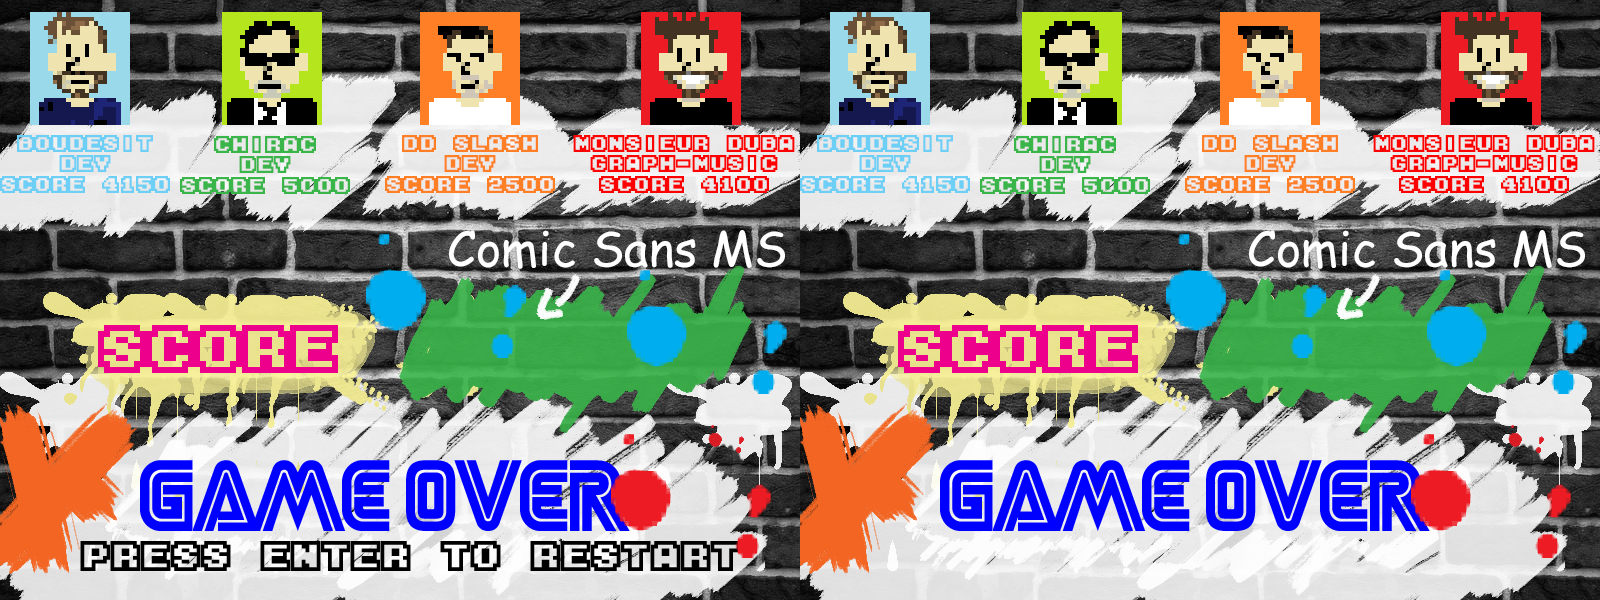 BOUDESIT
DEV
SCORE 4150
CHIRAC
DEV
SCORE 5000
DD SLASH
DEV
SCORE 2500
MONSIEUR DUBA
GRAPH-MUSIC
SCORE 4100
Comic Sans MS
SCORE
GAME OVER
PRESS ENTER TO RESTART
BOUDESIT
DEV
SCORE 4150
CHIRAC
DEV
SCORE 5000
DD SLASH
DEV
SCORE 2500
MONSIEUR DUBA
GRAPH-MUSIC
SCORE 4100
Comic Sans MS
SCORE
GAME OVER